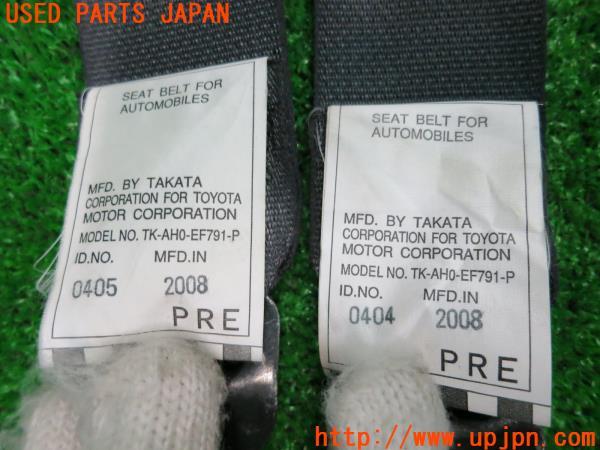 USED PARTS JAPAN
SEAT BELT FOR
AUTOMOBILES
MFD. BY TAKATA
CORPORATION FOR TOYOTA
MOTOR CORPORATION
MODEL NO. TK-AH0-EF791-P
ID.NO. MFD.IN
0405 2008
PRE
SEAT BELT FOR
AUTOMOBILES
MFD. BY TAKATA
CORPORATION FOR TOYOTA
MOTOR CORPORATION
MODEL NO. TK-AH0-EF791-P
ID.NO. MFD.IN
0404 2008
PRE
http://www.upjpn.com/